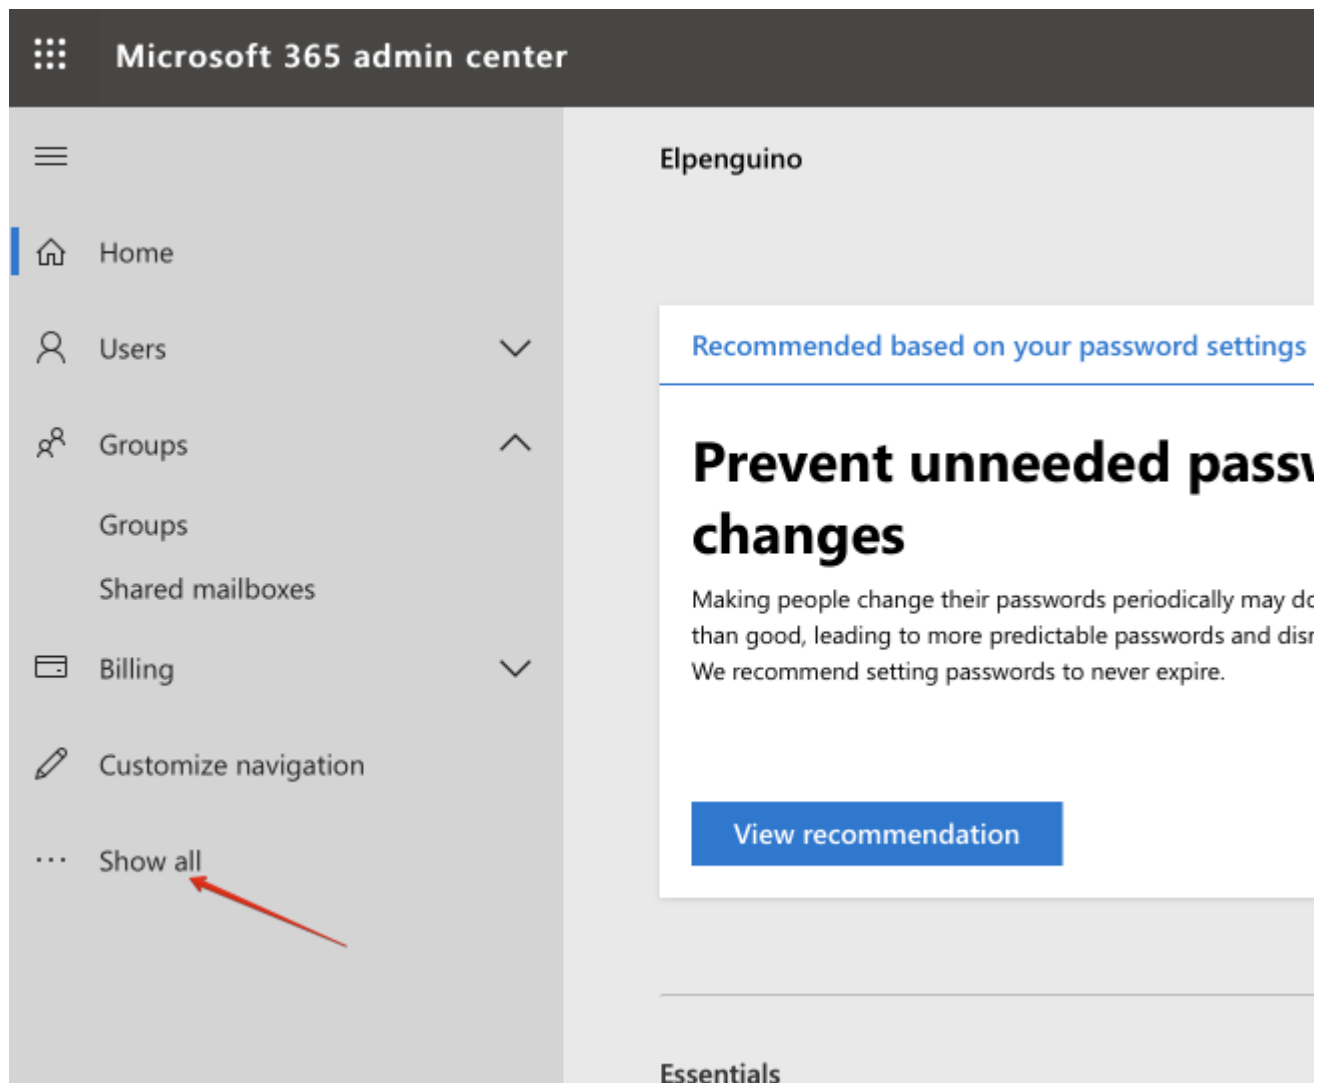 Microsoft 365 admin center
Elpenguino
Home
Users
Groups
Groups
Shared mailboxes
Billing
Customize navigation
Show all
Recommended based on your password settings
Prevent unneeded
changes
Making people change their passwords periodically may
than good, leading to more predictable passwords and
We recommend setting passwords to never expire.
View recommendation
Essentials